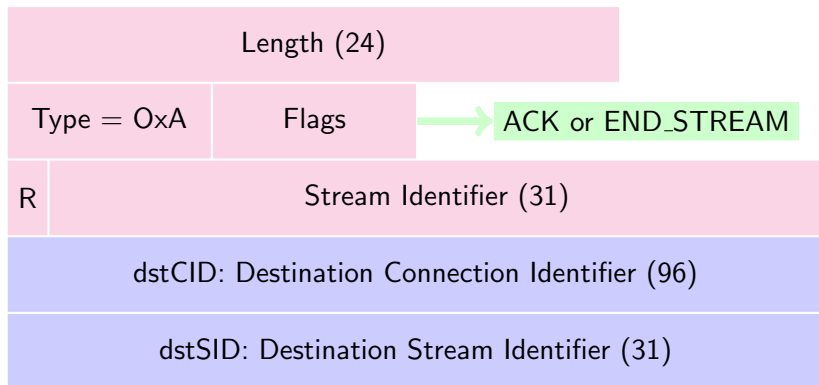 Length (24)
Type = OxA
Flags
ACK or END_STREAM
R
Stream Identifier (31)
dstCID: Destination Connection Identifier (96)
dstSID: Destination Stream Identifier (31)